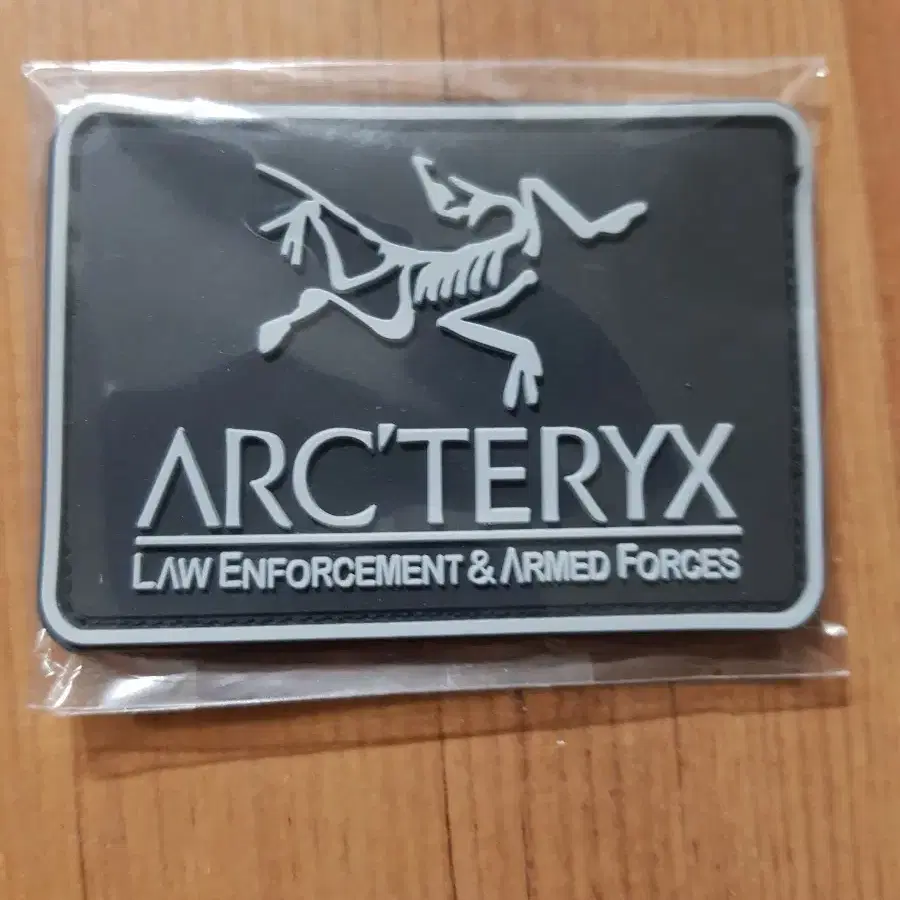 ARC'TERYX
LAW ENFORCEMENT & ARMED FORCES